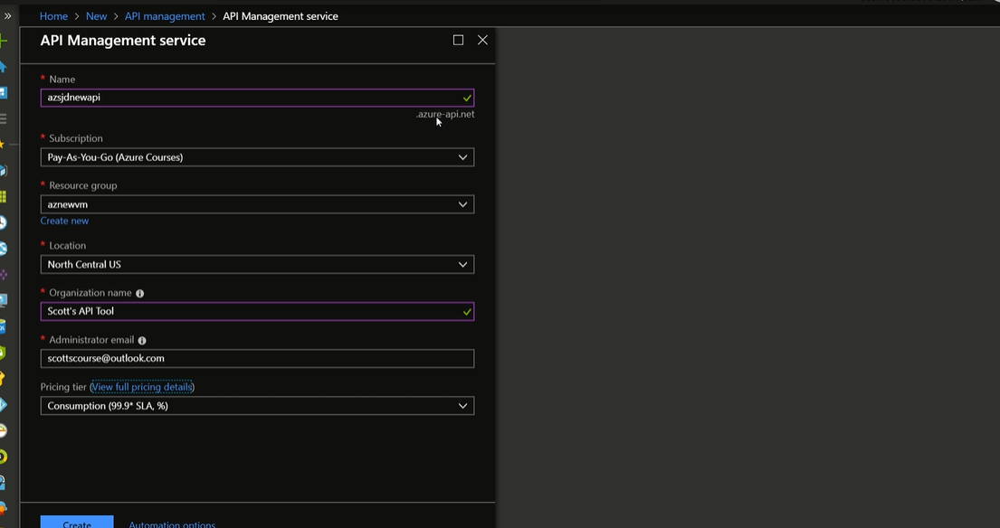 Home > New > API management > API Management service
API Management service
* Name
azsjdnewapi
.azure-api.net
* Subscription
Pay-As-You-Go (Azure Courses)
* Resource group
aznewvm
Create new
* Location
North Central US
* Organization name
Scott's API Tool
* Administrator email
scottscourse@outlook.com
Pricing tier (View full pricing details)
Consumption (99.9* SLA, %)
Create Automation options